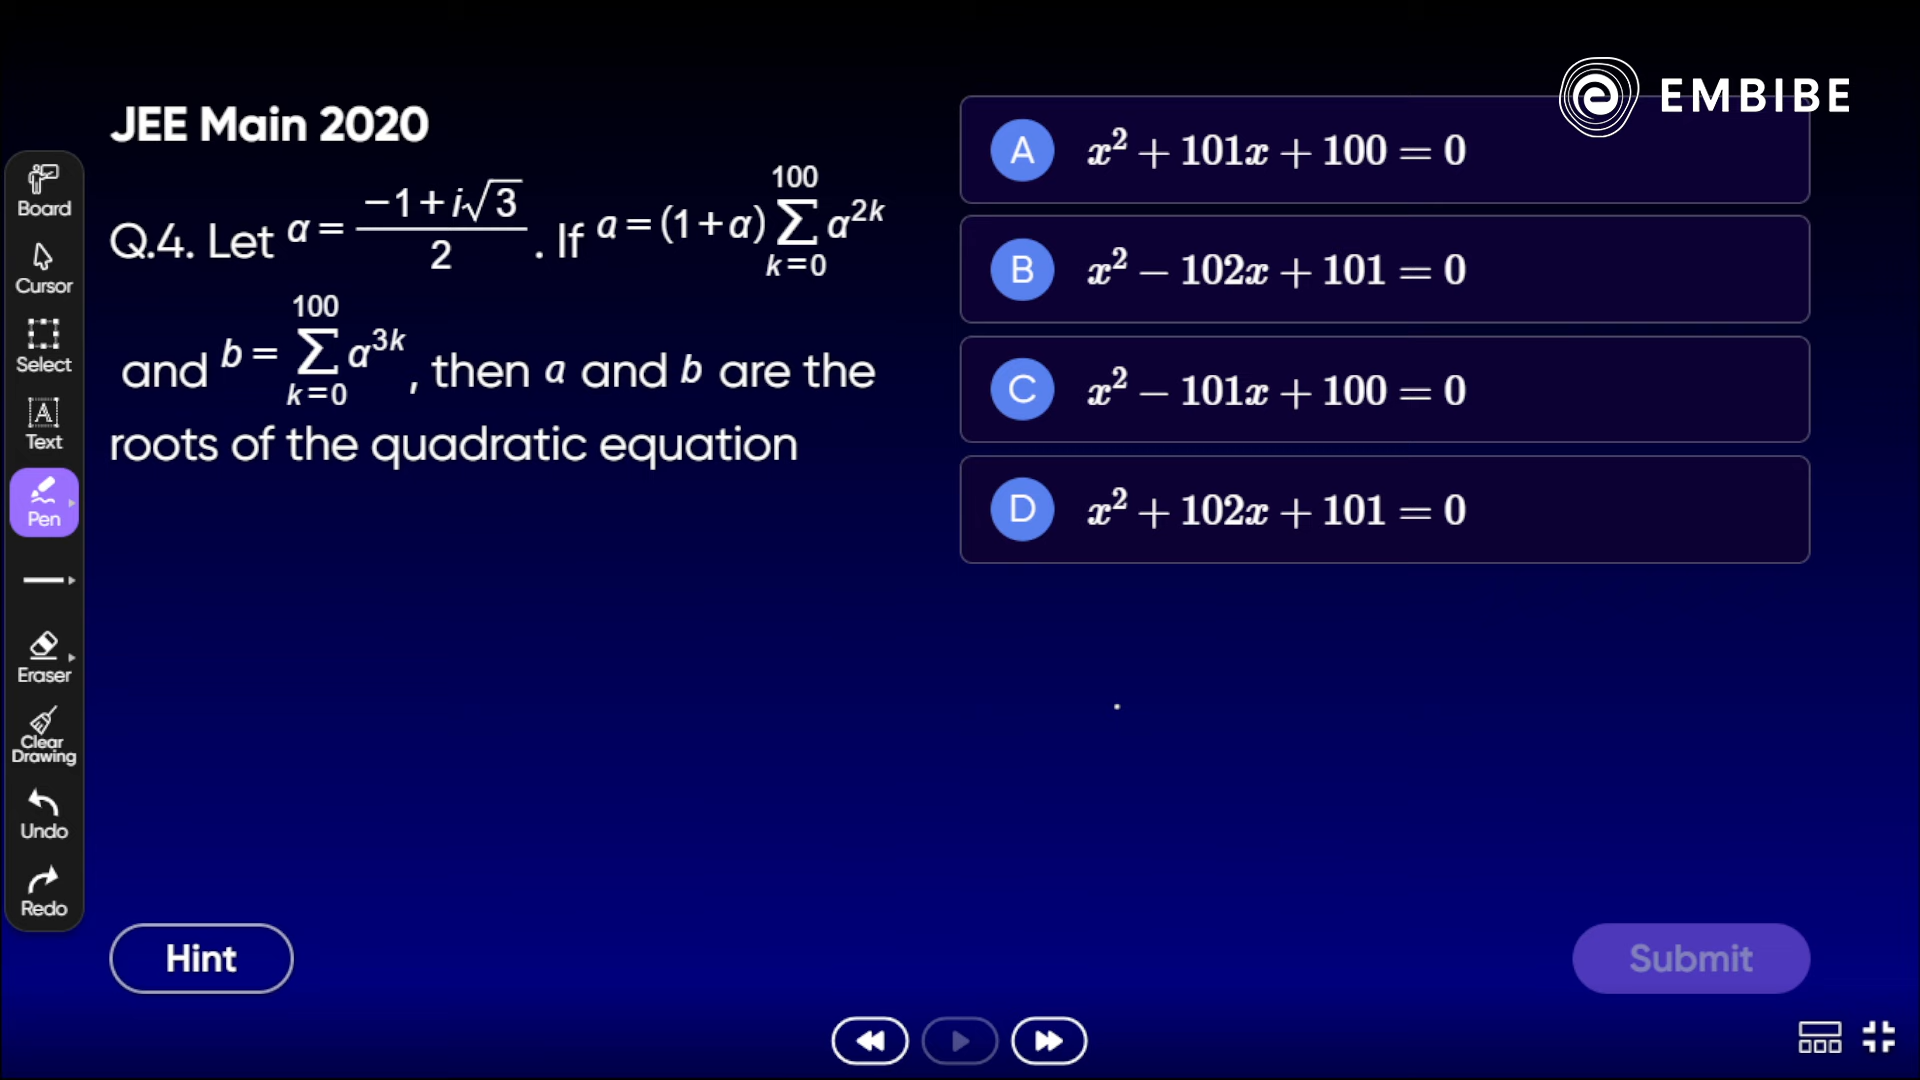 EMBIBE
JEE Main 2020
Q.4. Let α = (−1+i√3)/2 . If a = (1+α) ∑_{k=0}^{100} α^{2k}
and b = ∑_{k=0}^{100} α^{3k} , then a and b are the
roots of the quadratic equation
A x² + 101x + 100 = 0
B x² − 102x + 101 = 0
C x² − 101x + 100 = 0
D x² + 102x + 101 = 0
Board
Cursor
Select
A
Text
Pen
Eraser
Clear
Drawing
Undo
Redo
Hint
Submit